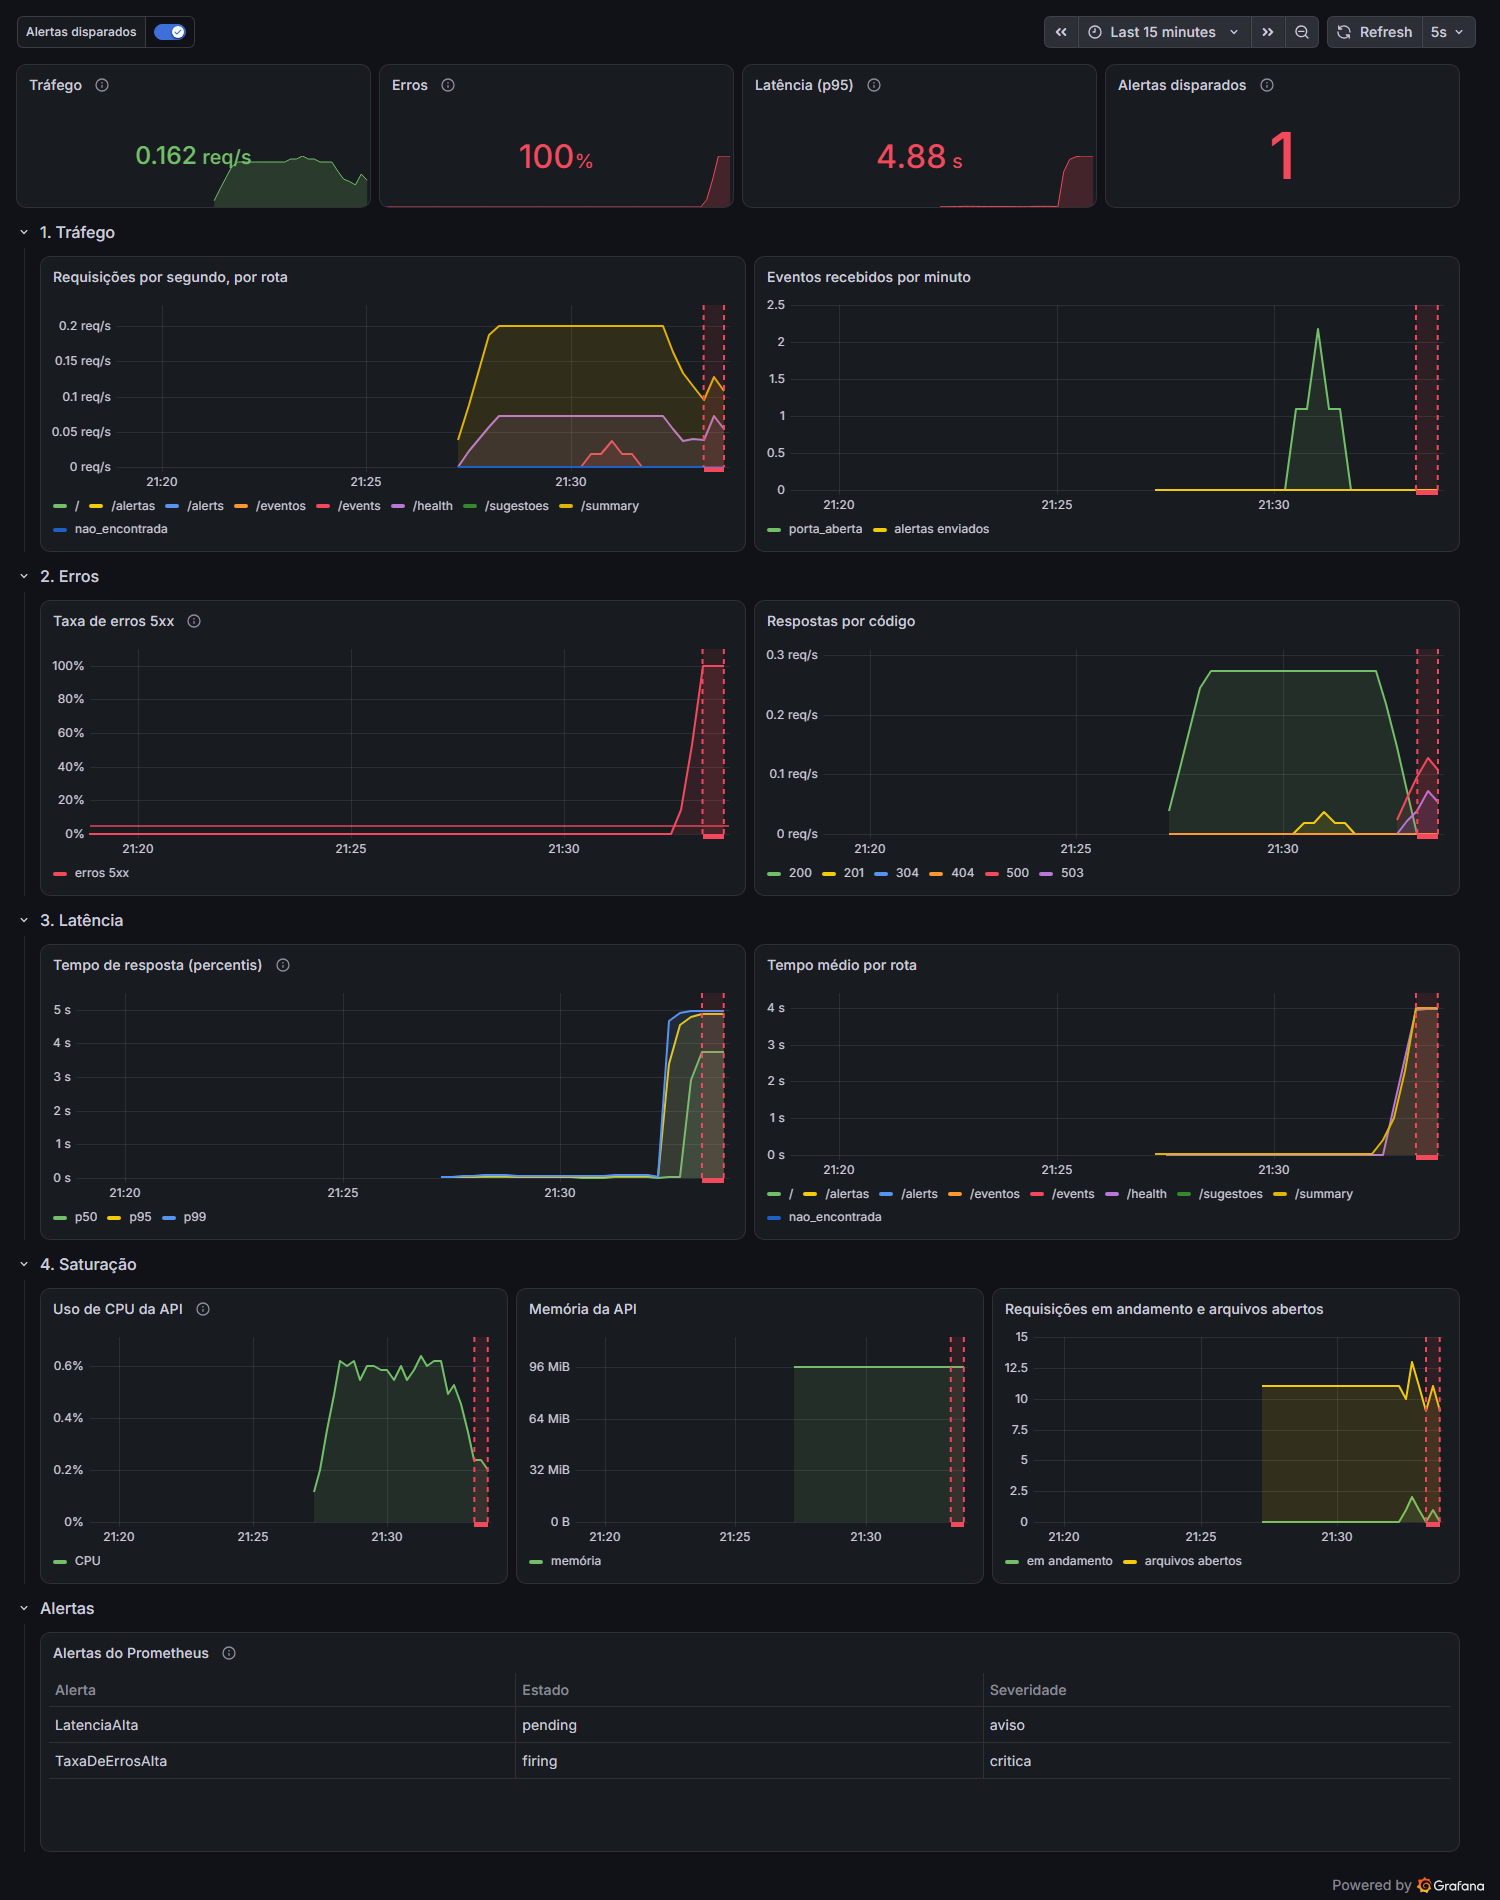 Alertas disparados
Last 15 minutes
Refresh
5s
Tráfego
0.162 req/s
Erros
100%
Latência (p95)
4.88 s
Alertas disparados
1
1. Tráfego
Requisições por segundo, por rota
0.2 req/s
0.15 req/s
0.1 req/s
0.05 req/s
0 req/s
21:20 21:25 21:30
/ /alertas /alerts /eventos /events /health /sugestoes /summary
nao_encontrada
Eventos recebidos por minuto
2.5
2
1.5
1
0.5
0
21:20 21:25 21:30
porta_aberta alertas enviados
2. Erros
Taxa de erros 5xx
100%
80%
60%
40%
20%
0%
21:20 21:25 21:30
erros 5xx
Respostas por código
0.3 req/s
0.2 req/s
0.1 req/s
0 req/s
21:20 21:25 21:30
200 201 304 404 500 503
3. Latência
Tempo de resposta (percentis)
5 s
4 s
3 s
2 s
1 s
0 s
21:20 21:25 21:30
p50 p95 p99
Tempo médio por rota
4 s
3 s
2 s
1 s
0 s
21:20 21:25 21:30
/ /alertas /alerts /eventos /events /health /sugestoes /summary
nao_encontrada
4. Saturação
Uso de CPU da API
0.6%
0.4%
0.2%
0%
21:20 21:25 21:30
CPU
Memória da API
96 MiB
64 MiB
32 MiB
0 B
21:20 21:25 21:30
memória
Requisições em andamento e arquivos abertos
15
12.5
10
7.5
5
2.5
0
21:20 21:25 21:30
em andamento arquivos abertos
Alertas
Alertas do Prometheus
Alerta Estado Severidade
LatenciaAlta pending aviso
TaxaDeErrosAlta firing critica
Powered by Grafana